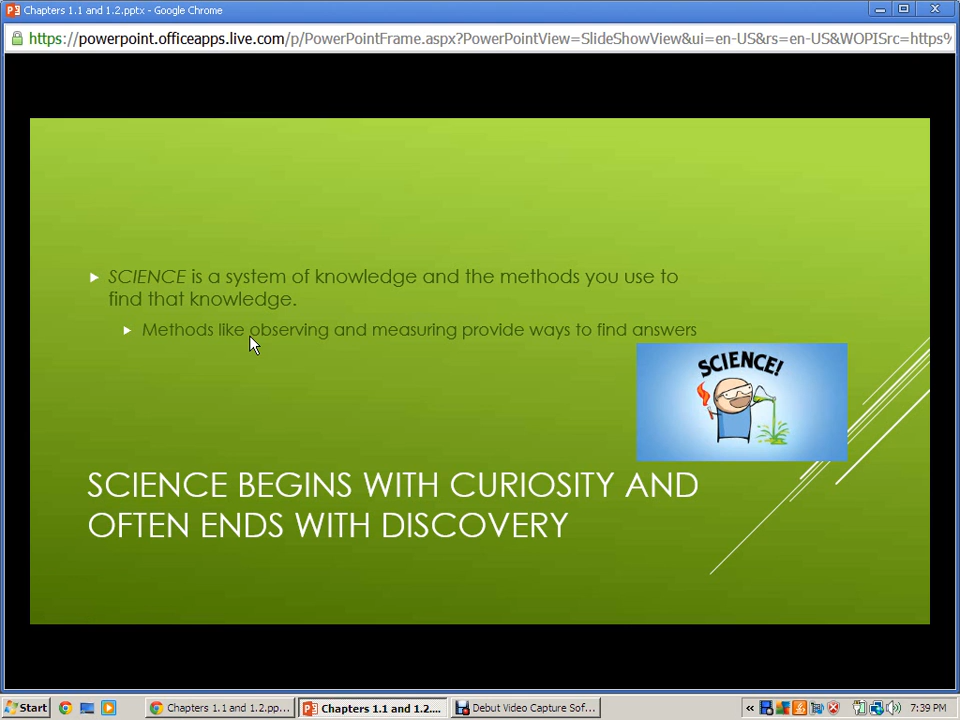 Chapters 1.1 and 1.2.pptx - Google Chrome
https://powerpoint.officeapps.live.com/p/PowerPointFrame.aspx?PowerPointView=SlideShowView&ui=en-US&rs=en-US&WOPISrc=https%
SCIENCE is a system of knowledge and the methods you use to
find that knowledge.
Methods like observing and measuring provide ways to find answers
SCIENCE!
SCIENCE BEGINS WITH CURIOSITY AND
OFTEN ENDS WITH DISCOVERY
Start
Chapters 1.1 and 1.2.pp...
Chapters 1.1 and 1.2....
Debut Video Capture Sof...
7:39 PM